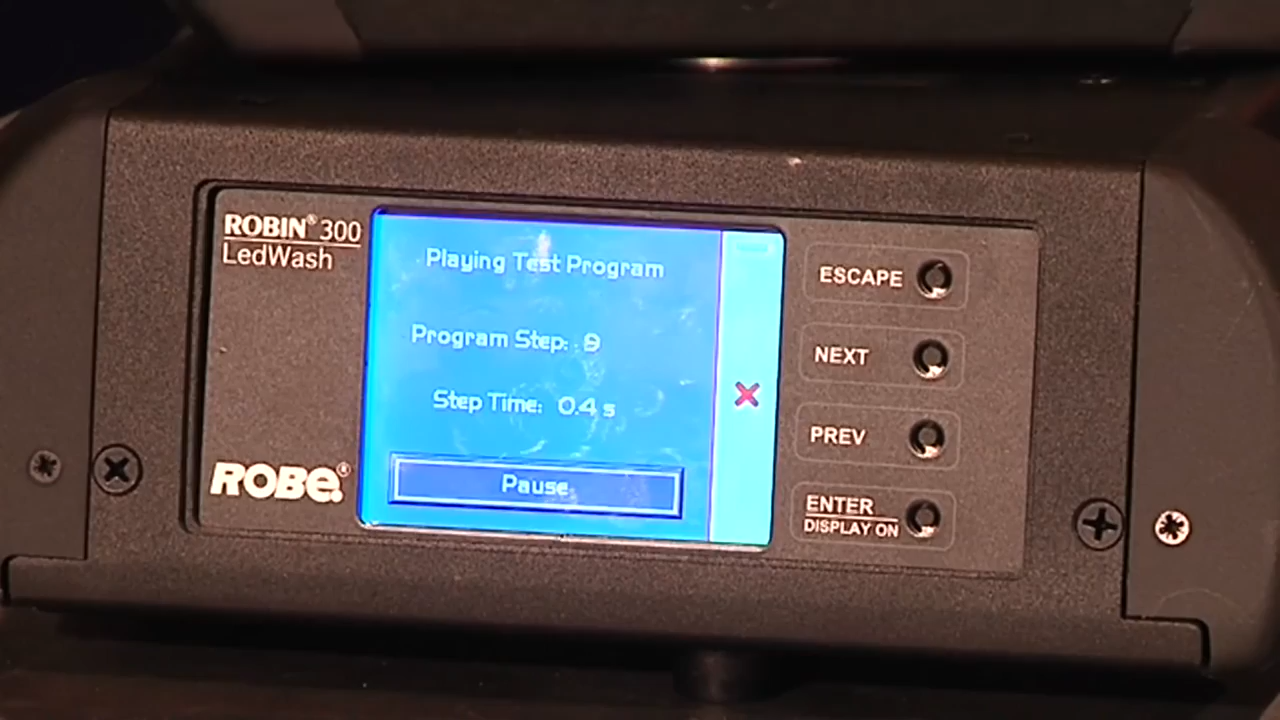 ROBIN® 300
LedWash
ROBe.®
Playing Test Program
Program Step: 9
Step Time: 0.4 s
Pause
ESCAPE
NEXT
PREV
ENTER
DISPLAY ON